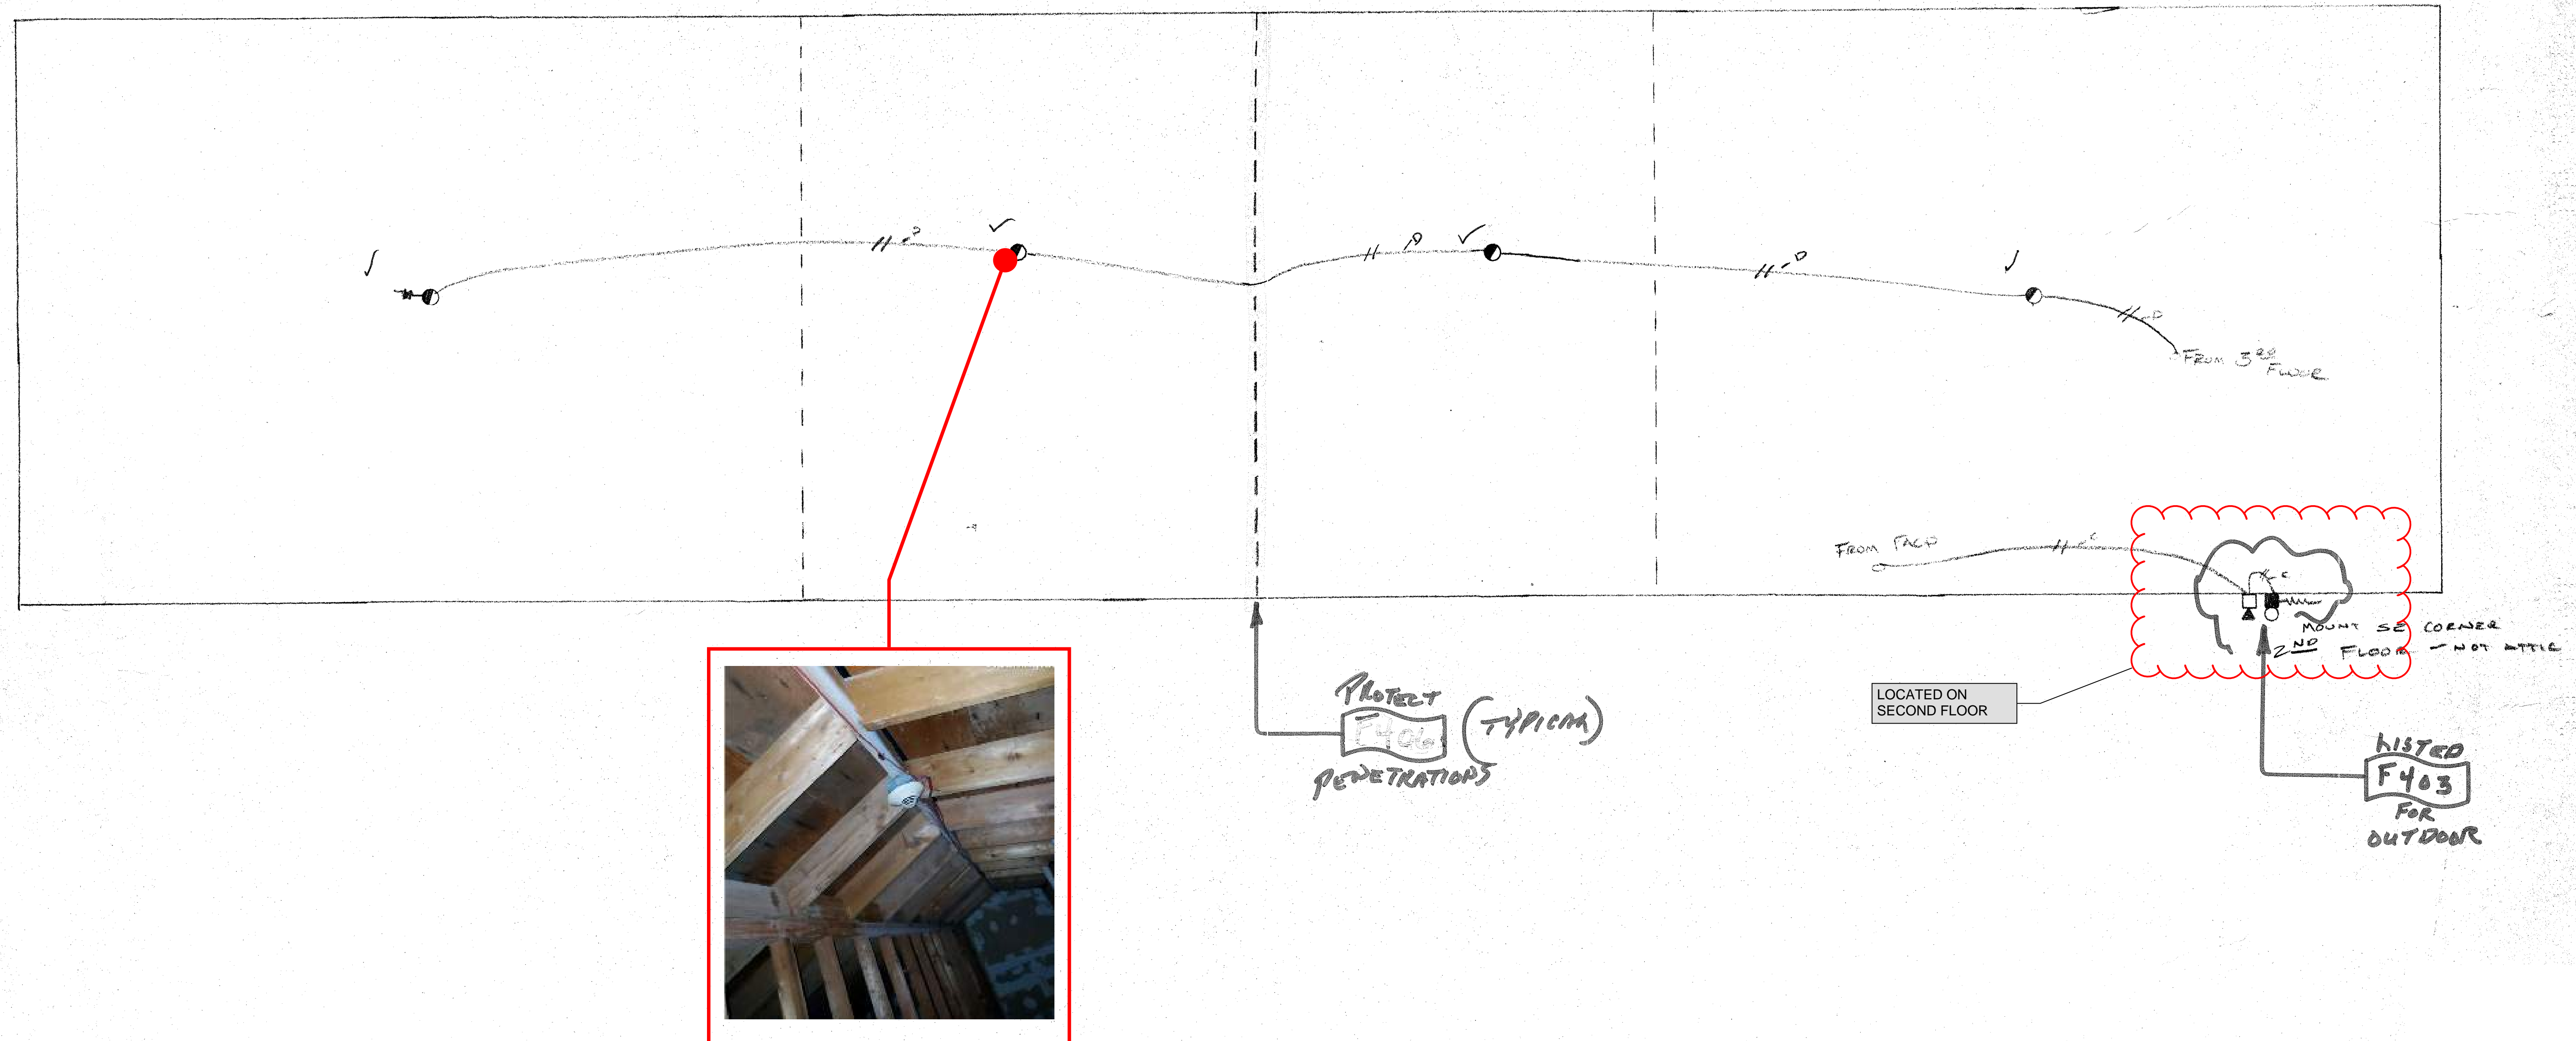 FROM 3RD
FLOOR
FROM FACP
MOUNT SE CORNER
2ND FLOOR - NOT ATTIC
LOCATED ON
SECOND FLOOR
PROTECT
F406 (TYPICAL)
PENETRATIONS
LISTED
F403
FOR
OUTDOOR